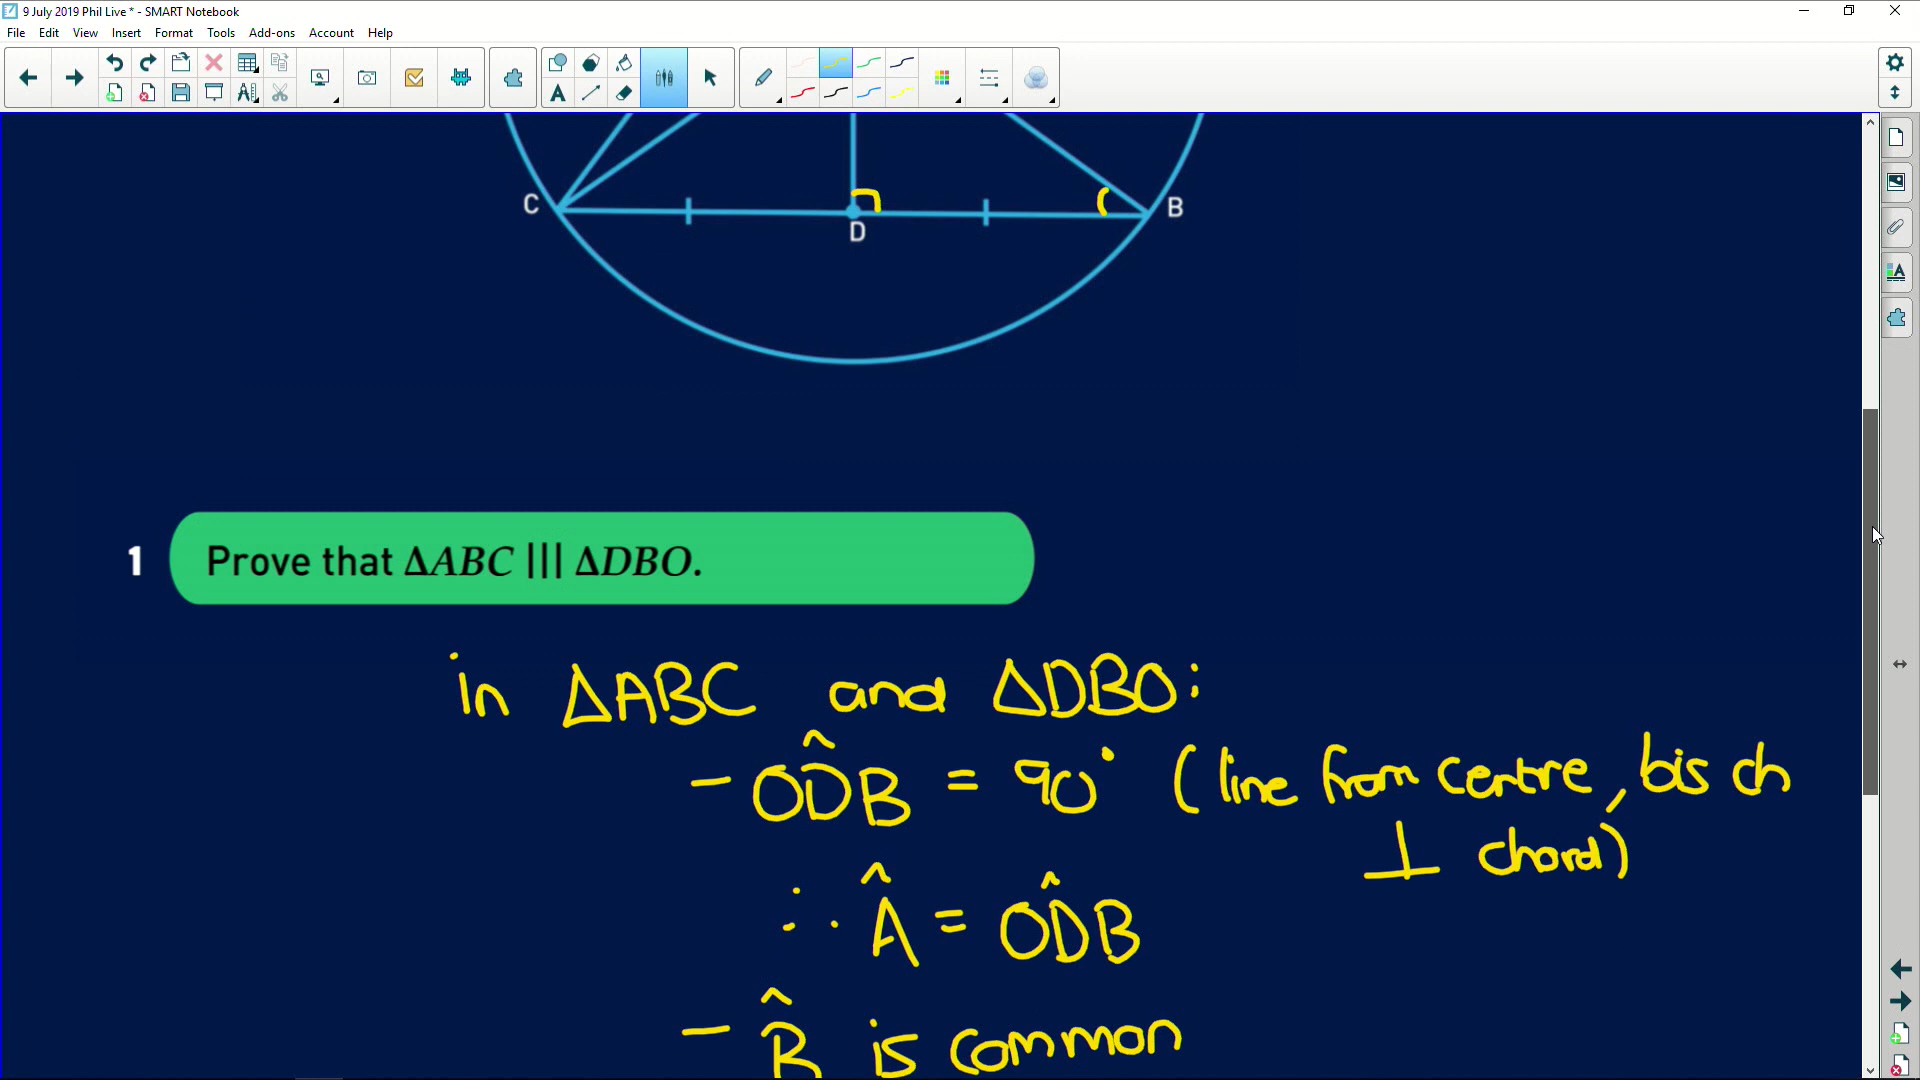 9 July 2019 Phil Live * - SMART Notebook
File Edit View Insert Format Tools Add-ons Account Help
C
B
D
1 Prove that ΔABC ||| ΔDBO.
in ΔABC and ΔDBO:
- OD̂B = 90° (line from centre, bis ch
⊥ chord)
∴ Â = OD̂B
- B̂ is common